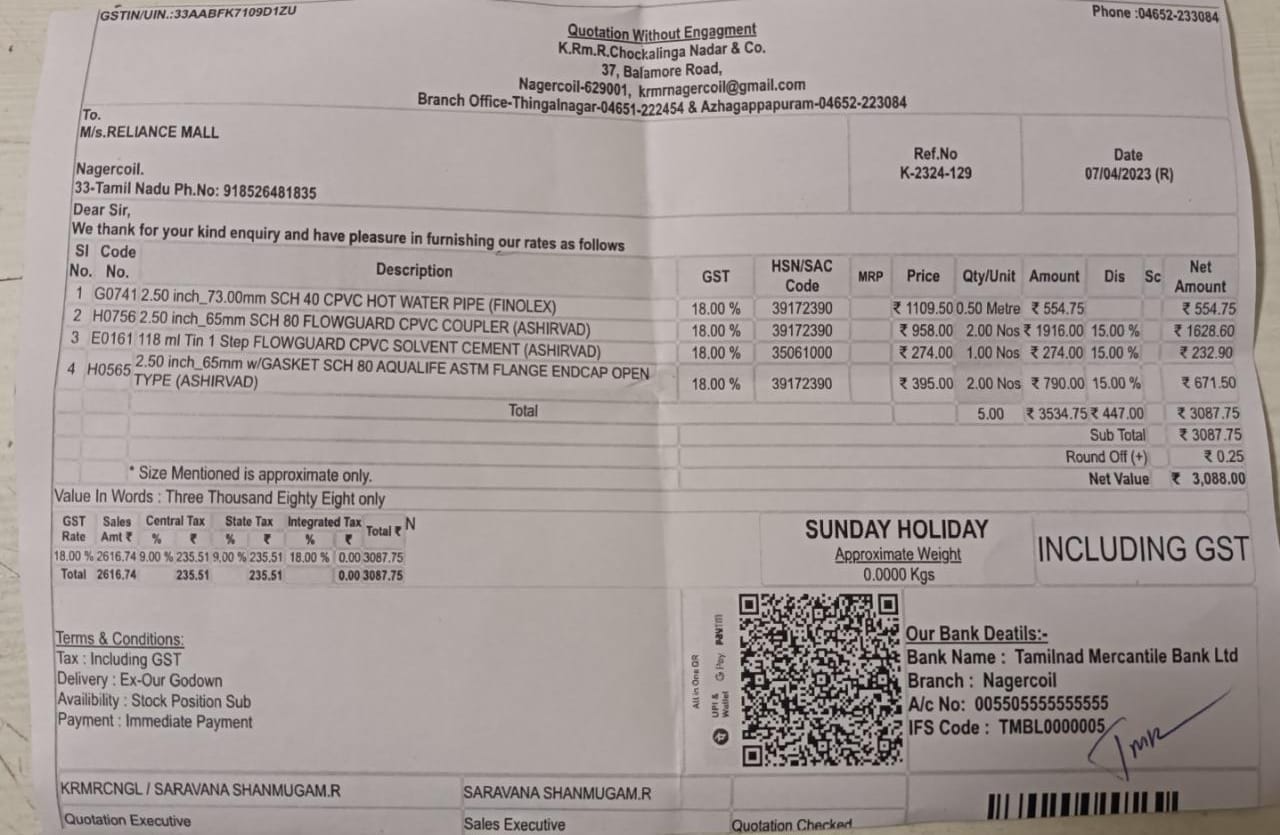 GSTIN/UIN.:33AABFK7109D1ZU
Phone :04652-233084
Quotation Without Engagment
K.Rm.R.Chockalinga Nadar & Co.
37, Balamore Road,
Nagercoil-629001, krmrnagercoil@gmail.com
Branch Office-Thingalnagar-04651-222454 & Azhagappapuram-04652-223084
To.
M/s.RELIANCE MALL
Nagercoil.
33-Tamil Nadu Ph.No: 918526481835
Ref.No
K-2324-129
Date
07/04/2023 (R)
Dear Sir,
We thank for your kind enquiry and have pleasure in furnishing our rates as follows
Sl No. Code No. Description GST HSN/SAC Code MRP Price Qty/Unit Amount Dis Sc Net Amount
1 G0741 2.50 inch_73.00mm SCH 40 CPVC HOT WATER PIPE (FINOLEX) 18.00 % 39172390 ₹ 1109.50 0.50 Metre ₹ 554.75 ₹ 554.75
2 H0756 2.50 inch_65mm SCH 80 FLOWGUARD CPVC COUPLER (ASHIRVAD) 18.00 % 39172390 ₹ 958.00 2.00 Nos ₹ 1916.00 15.00 % ₹ 1628.60
3 E0161 118 ml Tin 1 Step FLOWGUARD CPVC SOLVENT CEMENT (ASHIRVAD) 18.00 % 35061000 ₹ 274.00 1.00 Nos ₹ 274.00 15.00 % ₹ 232.90
4 H0565 2.50 inch_65mm w/GASKET SCH 80 AQUALIFE ASTM FLANGE ENDCAP OPEN
TYPE (ASHIRVAD) 18.00 % 39172390 ₹ 395.00 2.00 Nos ₹ 790.00 15.00 % ₹ 671.50
Total 5.00 ₹ 3534.75 ₹ 447.00 ₹ 3087.75
Sub Total ₹ 3087.75
Round Off (+) ₹ 0.25
* Size Mentioned is approximate only.
Net Value ₹ 3,088.00
Value In Words : Three Thousand Eighty Eight only
GST Rate Sales Amt ₹ Central Tax % ₹ State Tax % ₹ Integrated Tax % ₹ Total ₹ N
18.00 % 2616.74 9.00 % 235.51 9.00 % 235.51 18.00 % 0.00 3087.75
Total 2616.74 235.51 235.51 0.00 3087.75
SUNDAY HOLIDAY
Approximate Weight
0.0000 Kgs
INCLUDING GST
Terms & Conditions:
Tax : Including GST
Delivery : Ex-Our Godown
Availibility : Stock Position Sub
Payment : Immediate Payment
All in One QR
UPI & Wallet G Pay Paytm
Our Bank Deatils:-
Bank Name : Tamilnad Mercantile Bank Ltd
Branch : Nagercoil
A/c No: 005505555555555
IFS Code : TMBL0000005
KRMRCNGL / SARAVANA SHANMUGAM.R
SARAVANA SHANMUGAM.R
Quotation Executive
Sales Executive
Quotation Checked